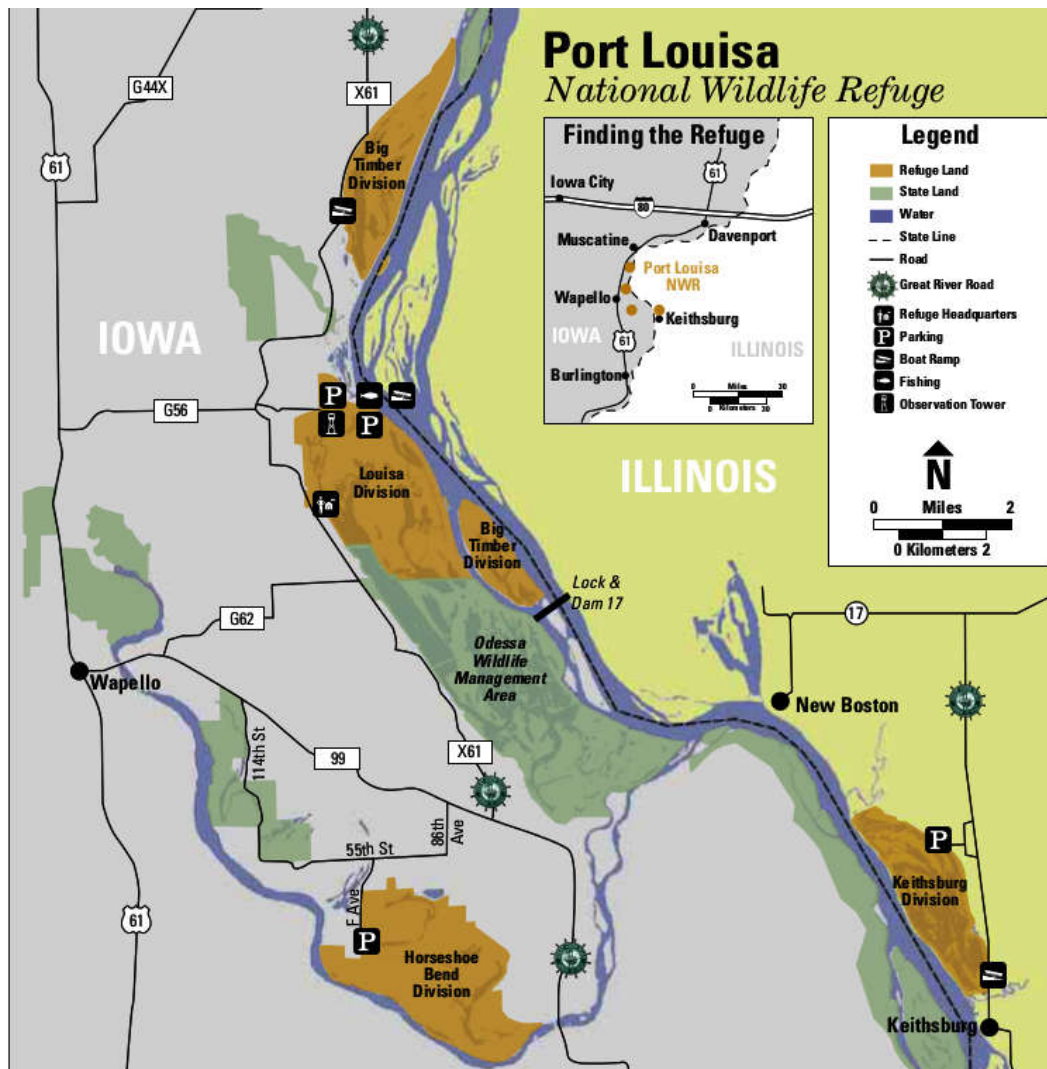 Port Louisa
National Wildlife Refuge
Finding the Refuge
61
Iowa City
80
Davenport
Muscatine
Port Louisa
NWR
Wapello
Keithsburg
IOWA
61
ILLINOIS
Burlington
0 Miles 20
0 Kilometers 20
Legend
Refuge Land
State Land
Water
State Line
Road
Great River Road
Refuge Headquarters
P
Parking
Boat Ramp
Fishing
Observation Tower
N
0 Miles 2
0 Kilometers 2
G44X
X61
61
Big
Timber
Division
IOWA
G56
P
P
Louisa
Division
ILLINOIS
Big
Timber
Division
Lock &
Dam 17
17
G62
Odessa
Wildlife
Management
Area
Wapello
New Boston
114th St
99
X61
86th
Ave
55th St
F Ave
P
P
Keithsburg
Division
61
Horseshoe
Bend
Division
Keithsburg